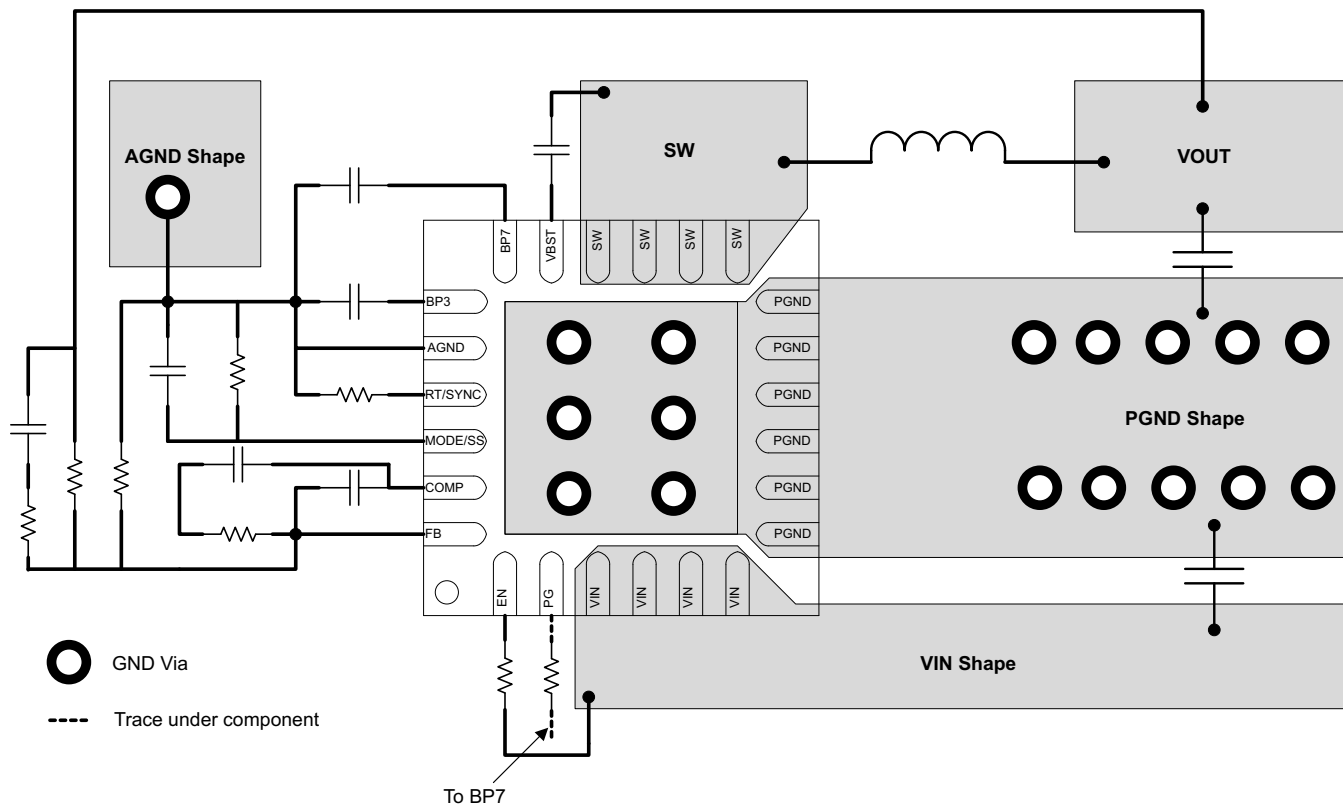 AGND Shape
SW
VOUT
BP7
VBST
SW
SW
SW
SW
BP3
AGND
RT/SYNC
MODE/SS
COMP
FB
PGND
PGND
PGND
PGND
PGND
PGND
PGND Shape
EN
PG
VIN
VIN
VIN
VIN
VIN Shape
GND Via
Trace under component
To BP7